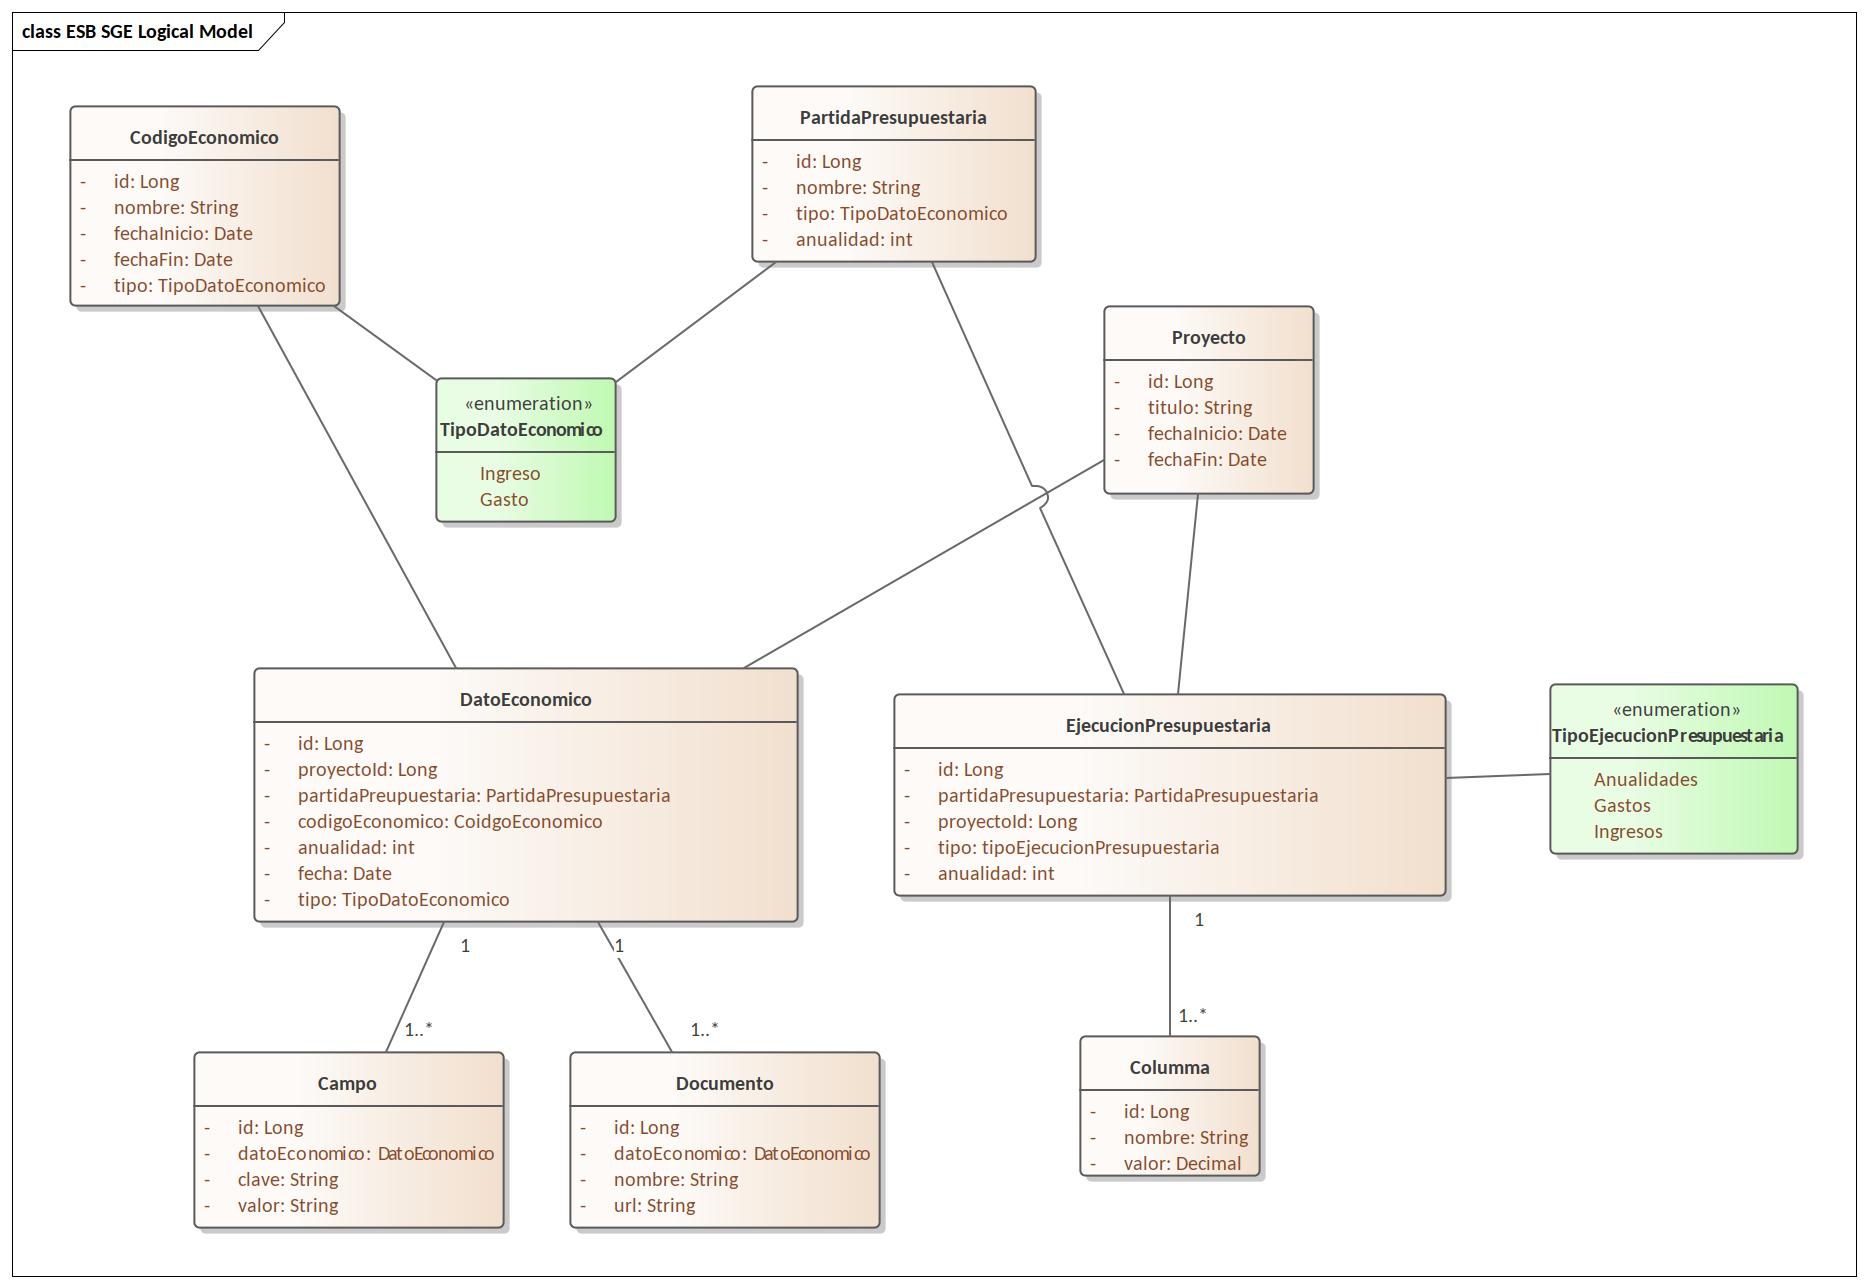 class ESB SGE Logical Model
CodigoEconomico
- id: Long
- nombre: String
- fechaInicio: Date
- fechaFin: Date
- tipo: TipoDatoEconomico
PartidaPresupuestaria
- id: Long
- nombre: String
- tipo: TipoDatoEconomico
- anualidad: int
Proyecto
- id: Long
- titulo: String
- fechaInicio: Date
- fechaFin: Date
«enumeration»
TipoDatoEconomico
Ingreso
Gasto
DatoEconomico
- id: Long
- proyectoId: Long
- partidaPreupuestaria: PartidaPresupuestaria
- codigoEconomico: CoidgoEconomico
- anualidad: int
- fecha: Date
- tipo: TipoDatoEconomico
EjecucionPresupuestaria
- id: Long
- partidaPresupuestaria: PartidaPresupuestaria
- proyectoId: Long
- tipo: tipoEjecucionPresupuestaria
- anualidad: int
«enumeration»
TipoEjecucionPresupuestaria
Anualidades
Gastos
Ingresos
1
1
1
1..*
1..*
1..*
Campo
- id: Long
- datoEconomico: DatoEconomico
- clave: String
- valor: String
Documento
- id: Long
- datoEconomico: DatoEconomico
- nombre: String
- url: String
Columma
- id: Long
- nombre: String
- valor: Decimal